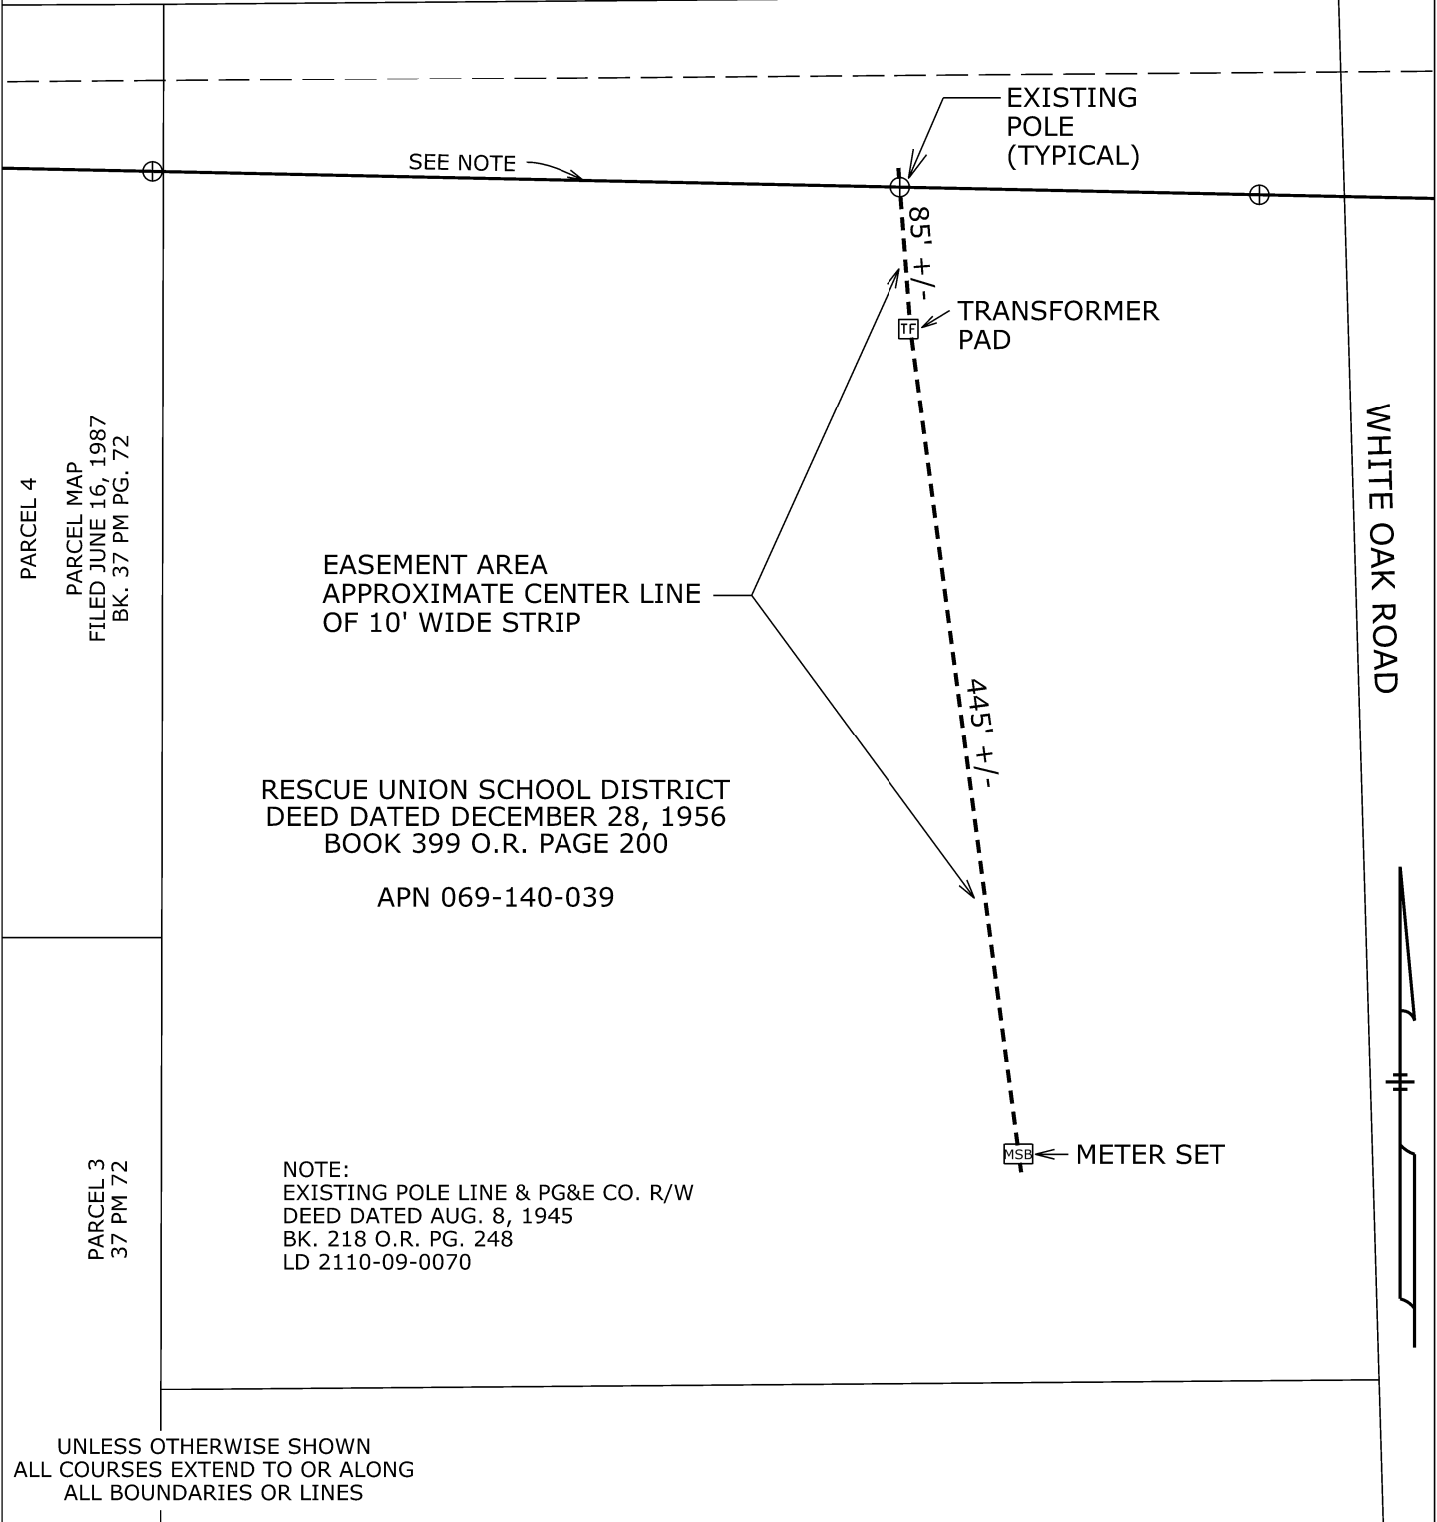 EXISTING
POLE
(TYPICAL)
SEE NOTE
85' +/-
TF
TRANSFORMER
PAD
WHITE OAK ROAD
PARCEL 4
PARCEL MAP
FILED JUNE 16, 1987
BK. 37 PM PG. 72
EASEMENT AREA
APPROXIMATE CENTER LINE
OF 10' WIDE STRIP
445' +/-
RESCUE UNION SCHOOL DISTRICT
DEED DATED DECEMBER 28, 1956
BOOK 399 O.R. PAGE 200
APN 069-140-039
MSB
METER SET
PARCEL 3
37 PM 72
NOTE:
EXISTING POLE LINE & PG&E CO. R/W
DEED DATED AUG. 8, 1945
BK. 218 O.R. PG. 248
LD 2110-09-0070
UNLESS OTHERWISE SHOWN
ALL COURSES EXTEND TO OR ALONG
ALL BOUNDARIES OR LINES